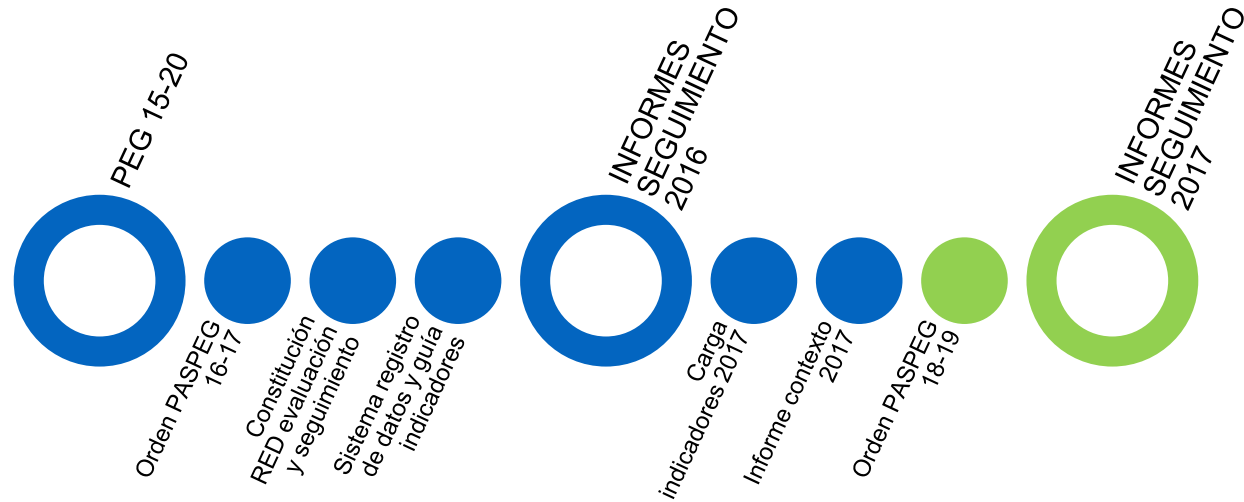 PEG 15-20
Orden PASPEG
16-17
Constitución
RED evaluación
y seguimiento
Sistema registro
de datos y guía
indicadores
INFORMES
SEGUIMIENTO
2016
Carga
indicadores 2017
Informe contexto
2017
Orden PASPEG
18-19
INFORMES
SEGUIMIENTO
2017